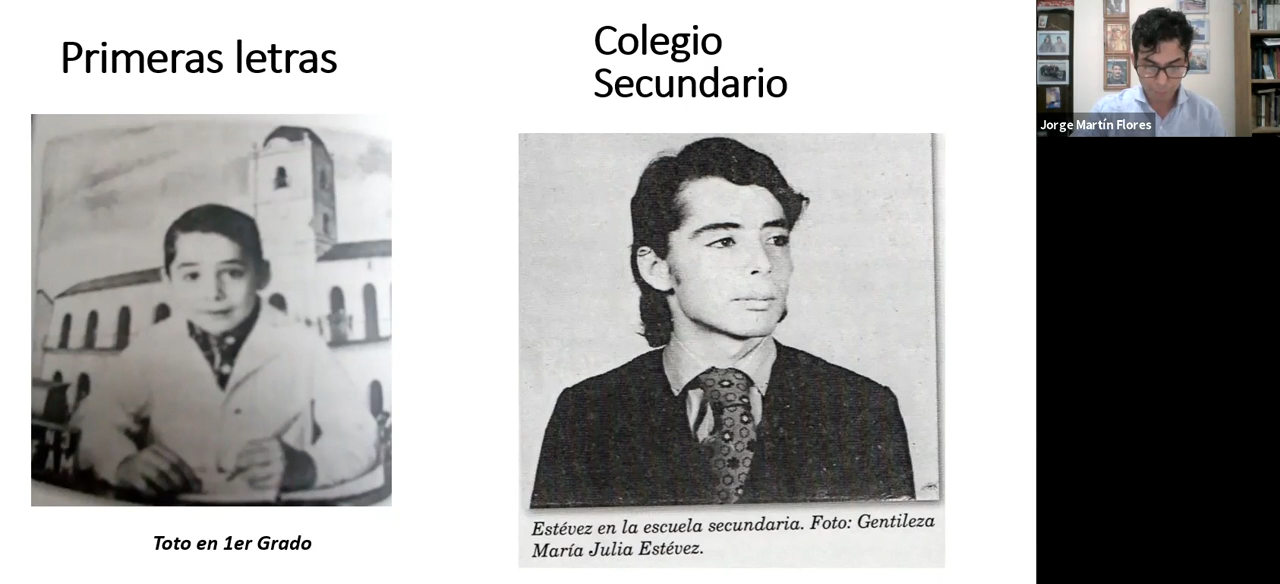 Primeras letras
Colegio
Secundario
Jorge Martín Flores
Estévez en la escuela secundaria. Foto: Gentileza
María Julia Estévez.
Toto en 1er Grado